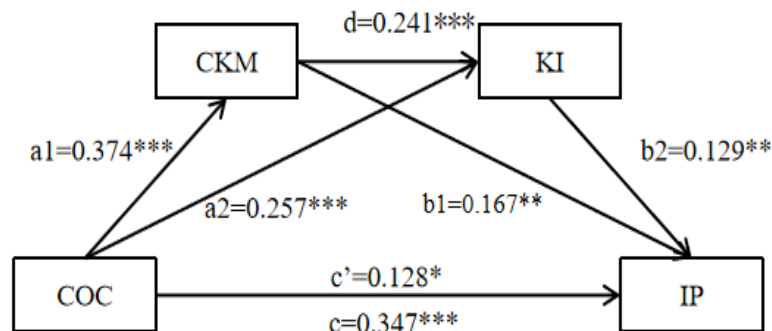 d=0.241***
CKM
KI
a1=0.374***
b2=0.129**
a2=0.257***
b1=0.167**
COC
c’=0.128*
IP
c=0.347***